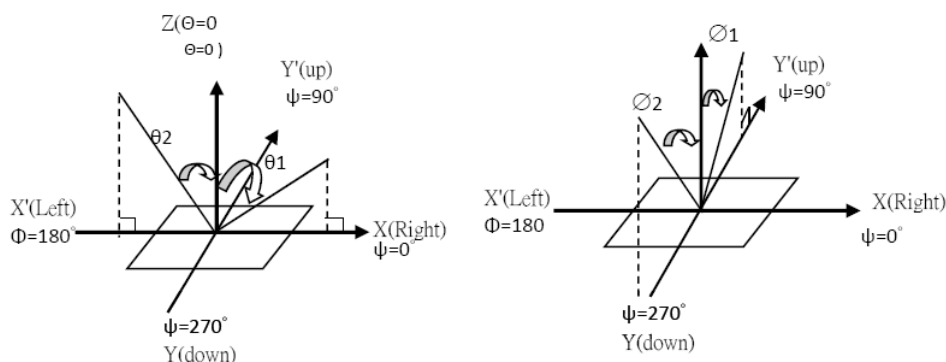 Z(Θ=0
Θ=0 )
Y'(up)
ψ=90°
θ2
θ1
X'(Left)
Φ=180°
X(Right)
ψ=0°
ψ=270°
Y(down)
∅1
Y'(up)
ψ=90°
∅2
X'(Left)
Φ=180
X(Right)
ψ=0°
ψ=270°
Y(down)